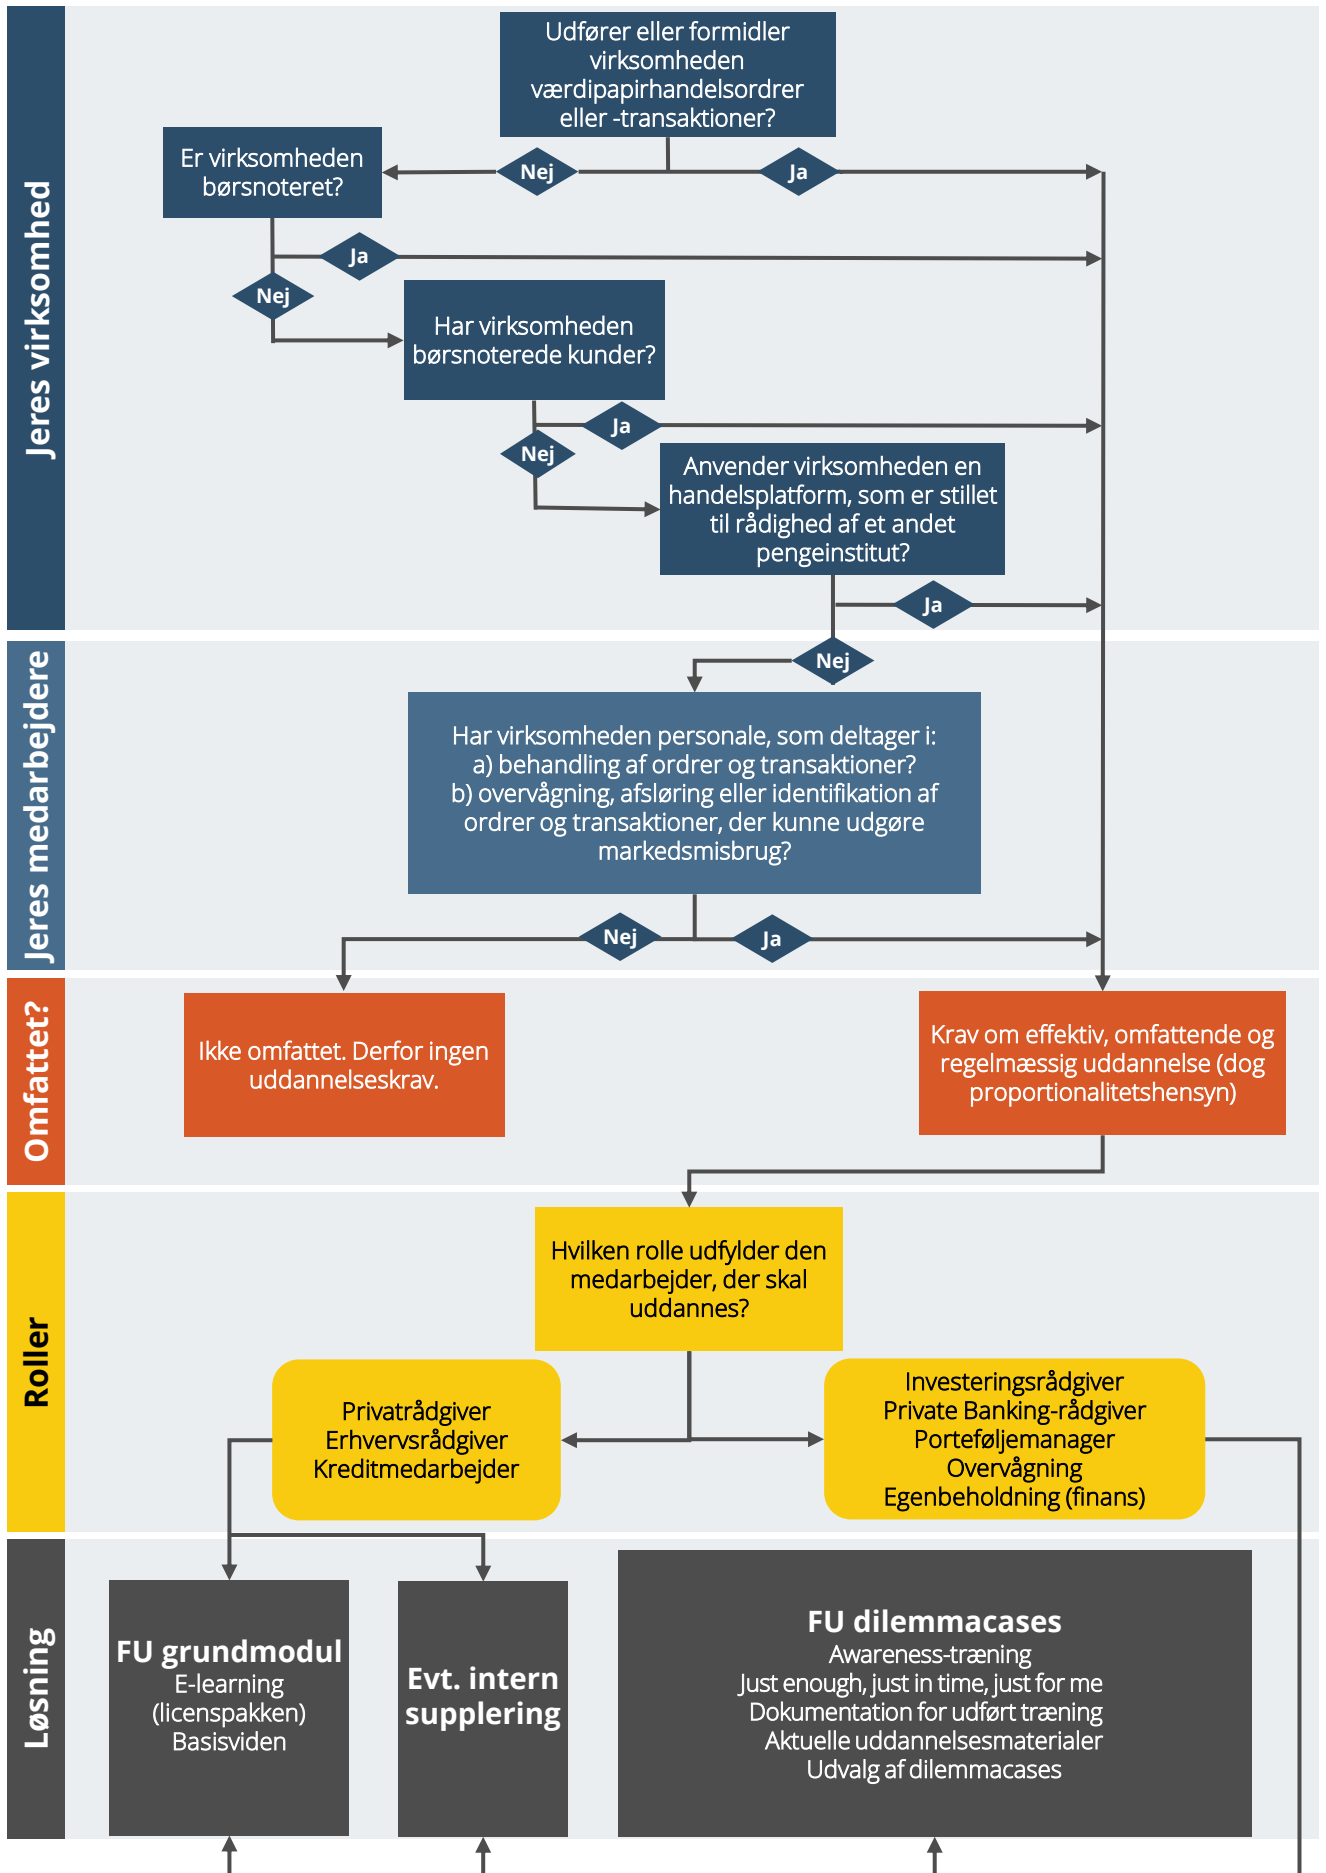 Jeres virksomhed
Udfører eller formidler
virksomheden
værdipapirhandelsordrer
eller -transaktioner?
Nej
Ja
Er virksomheden
børsnoteret?
Ja
Nej
Har virksomheden
børsnoterede kunder?
Ja
Nej
Anvender virksomheden en
handelsplatform, som er stillet
til rådighed af et andet
pengeinstitut?
Ja
Nej
Jeres medarbejdere
Har virksomheden personale, som deltager i:
a) behandling af ordrer og transaktioner?
b) overvågning, afsløring eller identifikation af
ordrer og transaktioner, der kunne udgøre
markedsmisbrug?
Nej
Ja
Omfattet?
Ikke omfattet. Derfor ingen
uddannelseskrav.
Krav om effektiv, omfattende og
regelmæssig uddannelse (dog
proportionalitetshensyn)
Roller
Hvilken rolle udfylder den
medarbejder, der skal
uddannes?
Privatrådgiver
Erhvervsrådgiver
Kreditmedarbejder
Investeringsrådgiver
Private Banking-rådgiver
Porteføljemanager
Overvågning
Egenbeholdning (finans)
Løsning
FU grundmodul
E-learning
(licenspakken)
Basisviden
Evt. intern
supplering
FU dilemmacases
Awareness-træning
Just enough, just in time, just for me
Dokumentation for udført træning
Aktuelle uddannelsesmaterialer
Udvalg af dilemmacases